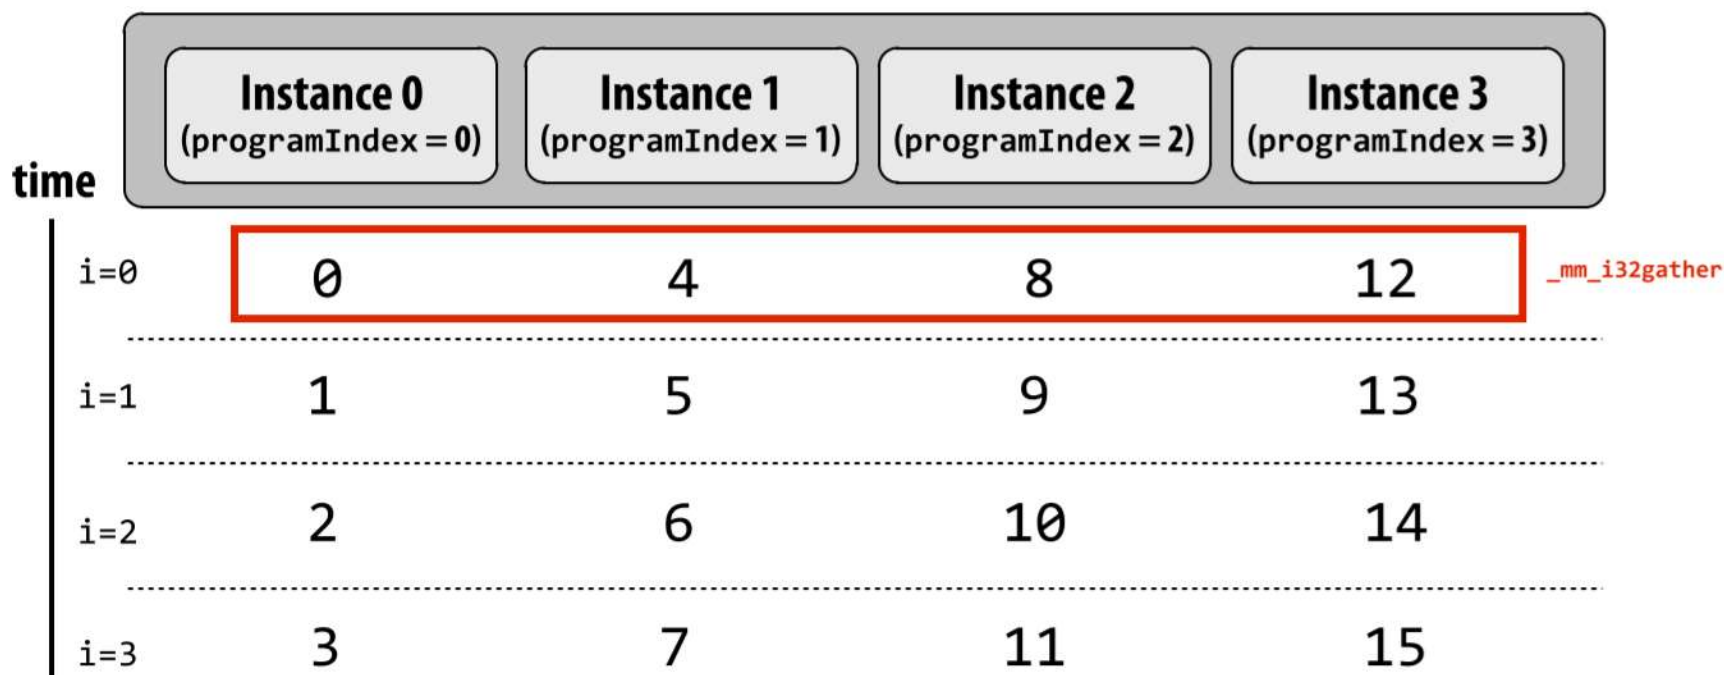 Instance 0 Instance 1 Instance 2 Instance 3
(programIndex = 0) (programIndex = 1) (programIndex = 2) (programIndex = 3)
time
i=0 0 4 8 12 _mm_i32gather
i=1 1 5 9 13
i=2 2 6 10 14
i=3 3 7 11 15